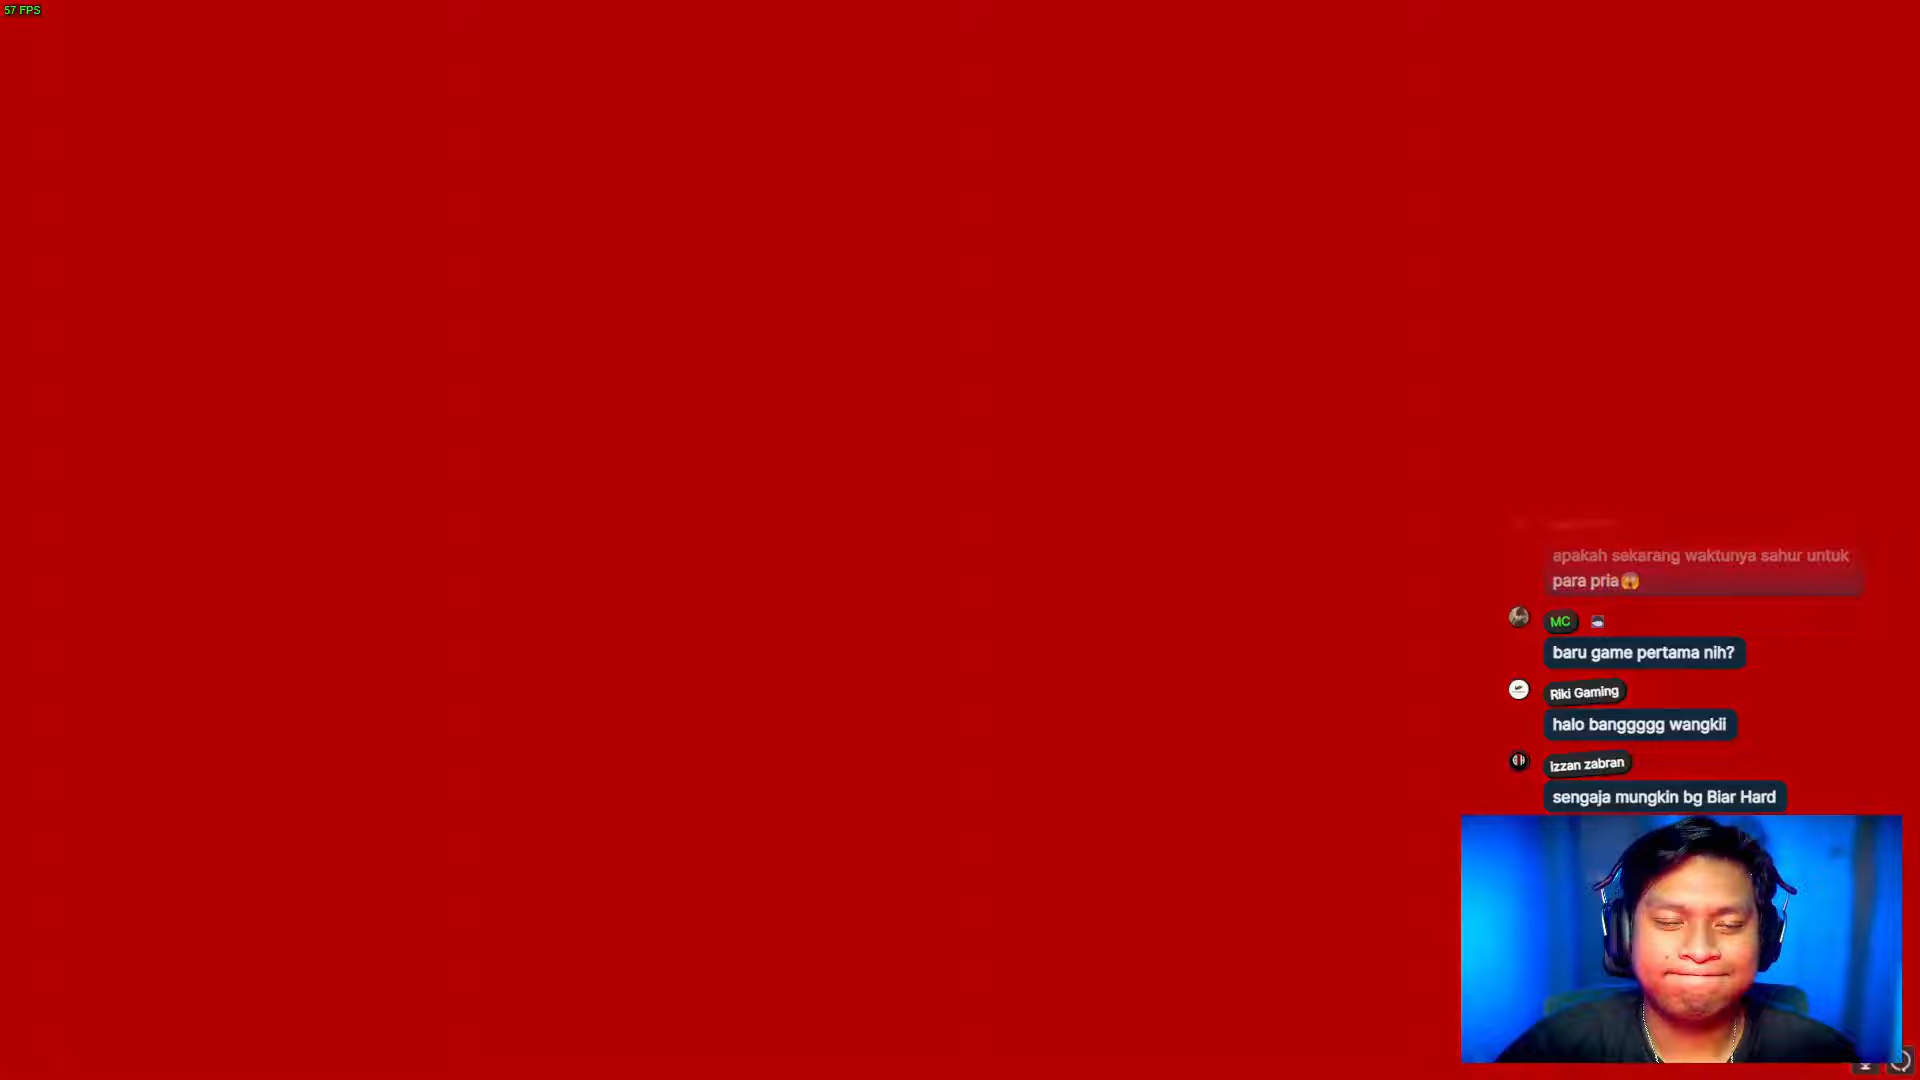 57 FPS
apakah sekarang waktunya sahur untuk
para pria😱
MC
baru game pertama nih?
Riki Gaming
halo banggggg wangkii
izzan zabran
sengaja mungkin bg Biar Hard